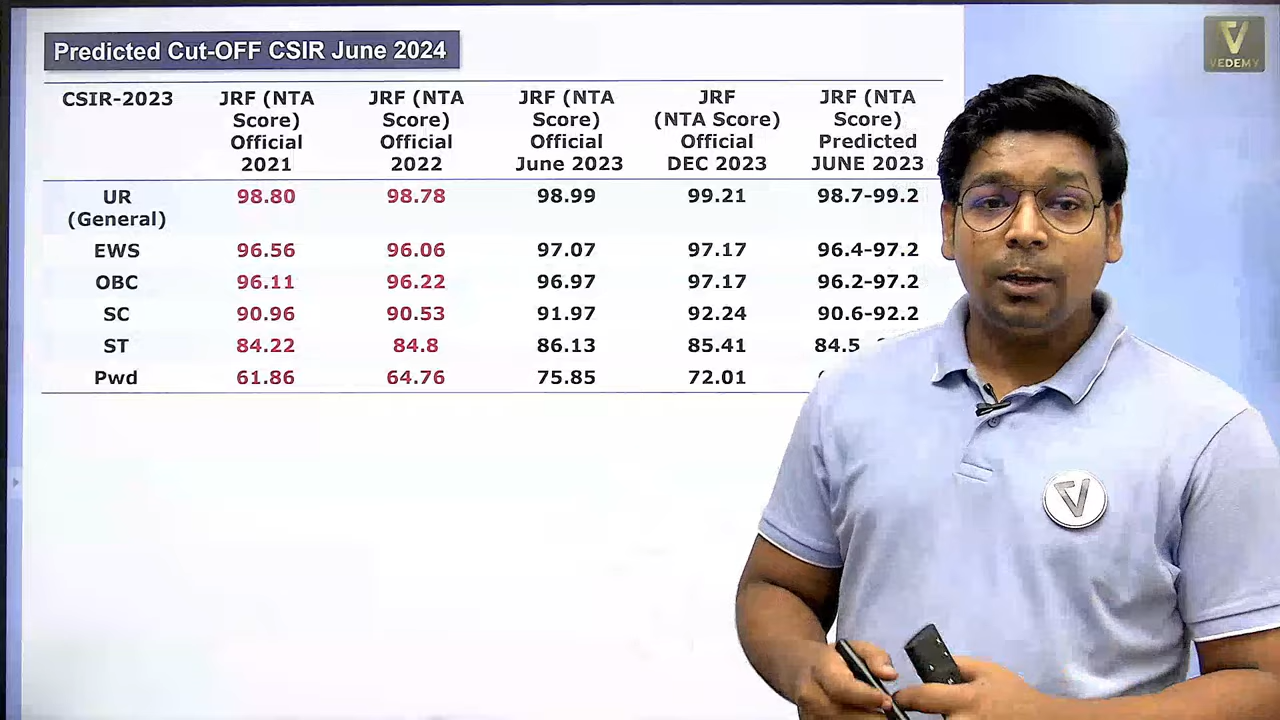 Predicted Cut-OFF CSIR June 2024
VEDEMY
CSIR-2023 JRF (NTA Score) Official 2021 JRF (NTA Score) Official 2022 JRF (NTA Score) Official June 2023 JRF (NTA Score) Official DEC 2023 JRF (NTA Score) Predicted JUNE 2023
UR (General) 98.80 98.78 98.99 99.21 98.7-99.2
EWS 96.56 96.06 97.07 97.17 96.4-97.2
OBC 96.11 96.22 96.97 97.17 96.2-97.2
SC 90.96 90.53 91.97 92.24 90.6-92.2
ST 84.22 84.8 86.13 85.41 84.5
Pwd 61.86 64.76 75.85 72.01